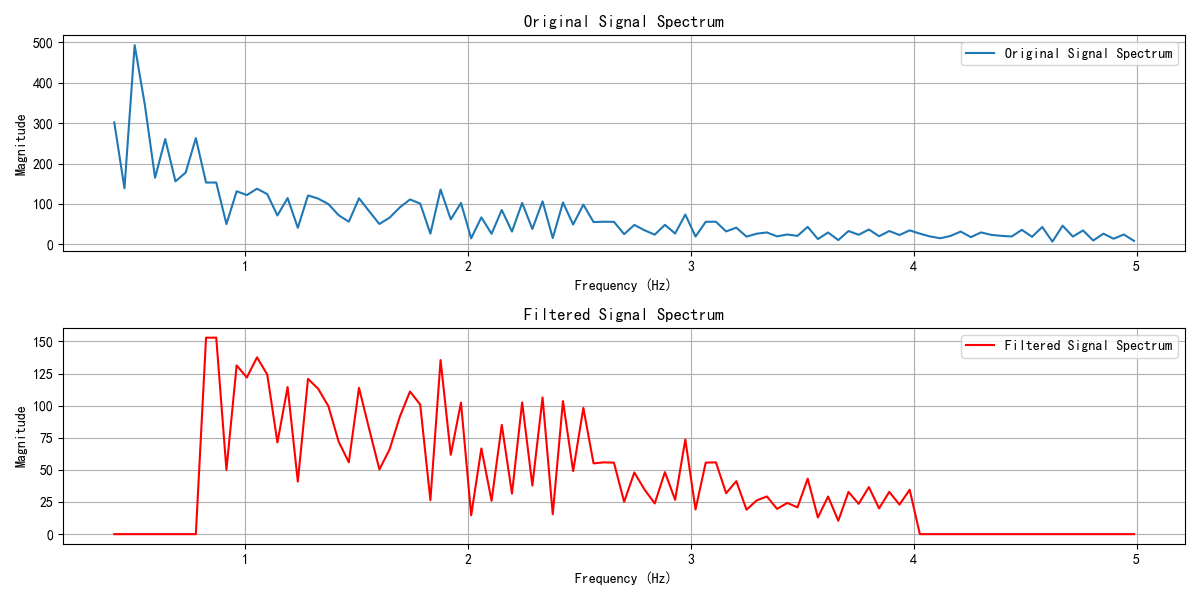 Original Signal Spectrum
500
400
300
200
100
0
Magnitude
Original Signal Spectrum
1 2 3 4 5
Frequency (Hz)
Filtered Signal Spectrum
150
125
100
75
50
25
0
Magnitude
Filtered Signal Spectrum
1 2 3 4 5
Frequency (Hz)